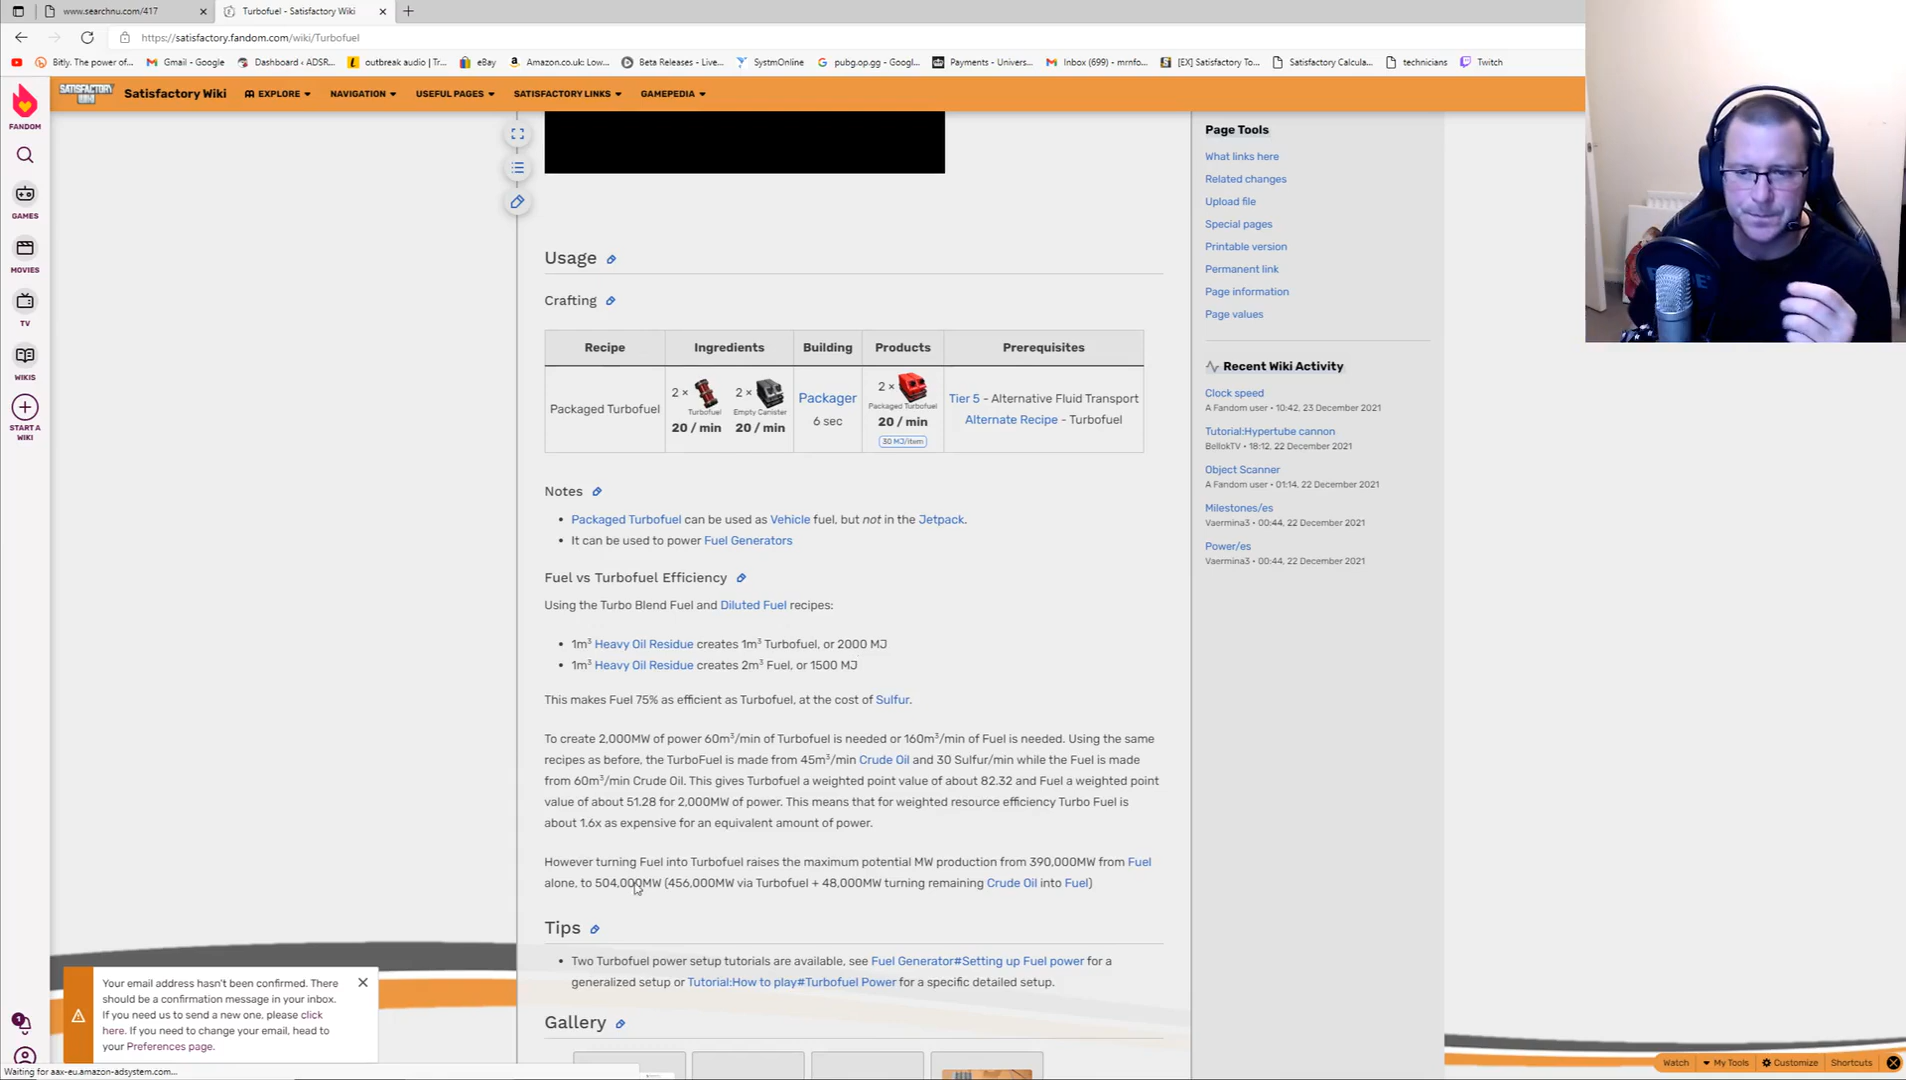 www.searchnu.com/417
Turbofuel - Satisfactory Wiki
https://satisfactory.fandom.com/wiki/Turbofuel
Bitly. The power of...
Gmail - Google
Dashboard ‹ ADSR...
outbreak audio | Tr...
eBay
Amazon.co.uk: Low...
Beta Releases - Live...
SystmOnline
pubg.op.gg - Googl...
Payments - Univers...
Inbox (699) - mrnfo...
[EX] Satisfactory To...
Satisfactory Calcula...
technicians
Twitch
SATISFACTORY
Satisfactory Wiki
EXPLORE
NAVIGATION
USEFUL PAGES
SATISFACTORY LINKS
GAMEPEDIA
FANDOM
GAMES
MOVIES
TV
WIKIS
START A
WIKI
Usage
Crafting
Recipe Ingredients Building Products Prerequisites
Packaged Turbofuel
2 × Turbofuel
20 / min
2 × Empty Canister
20 / min
Packager
6 sec
2 × Packaged Turbofuel
20 / min
30 MJ/item
Tier 5 - Alternative Fluid Transport
Alternate Recipe - Turbofuel
Notes
• Packaged Turbofuel can be used as Vehicle fuel, but not in the Jetpack.
• It can be used to power Fuel Generators
Fuel vs Turbofuel Efficiency
Using the Turbo Blend Fuel and Diluted Fuel recipes:
• 1m³ Heavy Oil Residue creates 1m³ Turbofuel, or 2000 MJ
• 1m³ Heavy Oil Residue creates 2m³ Fuel, or 1500 MJ
This makes Fuel 75% as efficient as Turbofuel, at the cost of Sulfur.
To create 2,000MW of power 60m³/min of Turbofuel is needed or 160m³/min of Fuel is needed. Using the same
recipes as before, the TurboFuel is made from 45m³/min Crude Oil and 30 Sulfur/min while the Fuel is made
from 60m³/min Crude Oil. This gives Turbofuel a weighted point value of about 82.32 and Fuel a weighted point
value of about 51.28 for 2,000MW of power. This means that for weighted resource efficiency Turbo Fuel is
about 1.6x as expensive for an equivalent amount of power.
However turning Fuel into Turbofuel raises the maximum potential MW production from 390,000MW from Fuel
alone, to 504,000MW (456,000MW via Turbofuel + 48,000MW turning remaining Crude Oil into Fuel)
Tips
• Two Turbofuel power setup tutorials are available, see Fuel Generator#Setting up Fuel power for a
generalized setup or Tutorial:How to play#Turbofuel Power for a specific detailed setup.
Gallery
Page Tools
What links here
Related changes
Upload file
Special pages
Printable version
Permanent link
Page information
Page values
Recent Wiki Activity
Clock speed
A Fandom user • 10:42, 23 December 2021
Tutorial:Hypertube cannon
BellokTV • 18:12, 22 December 2021
Object Scanner
A Fandom user • 01:14, 22 December 2021
Milestones/es
Vaermina3 • 00:44, 22 December 2021
Power/es
Vaermina3 • 00:44, 22 December 2021
Your email address hasn't been confirmed. There
should be a confirmation message in your inbox.
If you need us to send a new one, please click
here. If you need to change your email, head to
your Preferences page.
1
Waiting for aax-eu.amazon-adsystem.com...
Watch
My Tools
Customize
Shortcuts